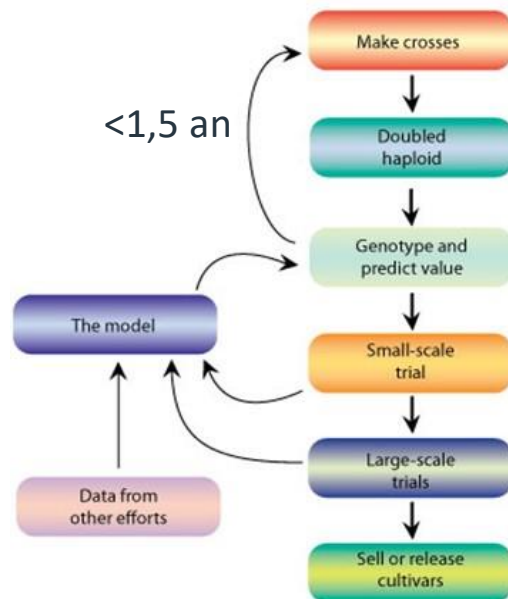 Make crosses
<1,5 an
Doubled
haploid
Genotype and
predict value
The model
Small-scale
trial
Large-scale
trials
Data from
other efforts
Sell or release
cultivars